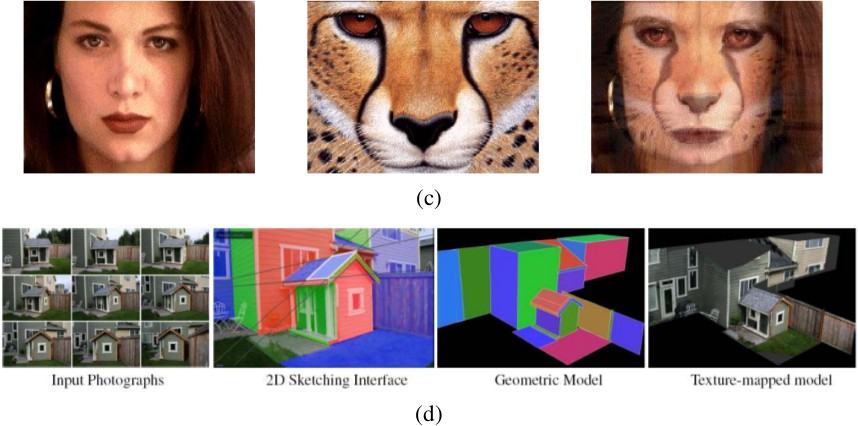 (c)
Input Photographs
2D Sketching Interface
Geometric Model
Texture-mapped model
(d)